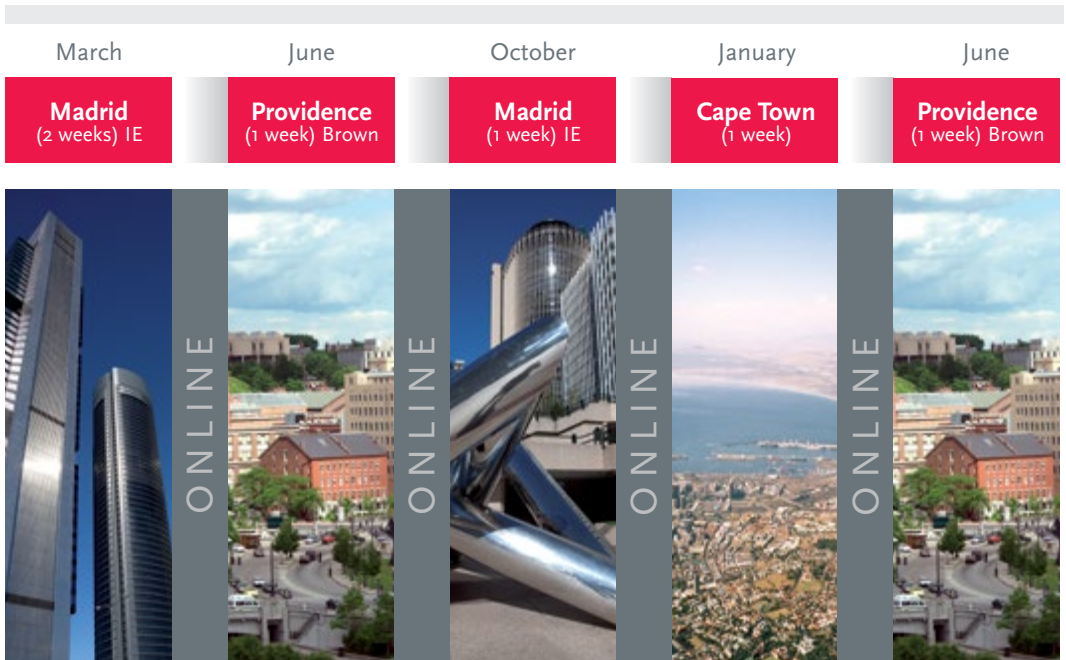 March
June
October
January
June
Madrid
(2 weeks) IE
Providence
(1 week) Brown
Madrid
(1 week) IE
Cape Town
(1 week)
Providence
(1 week) Brown
ONLINE
ONLINE
ONLINE
ONLINE